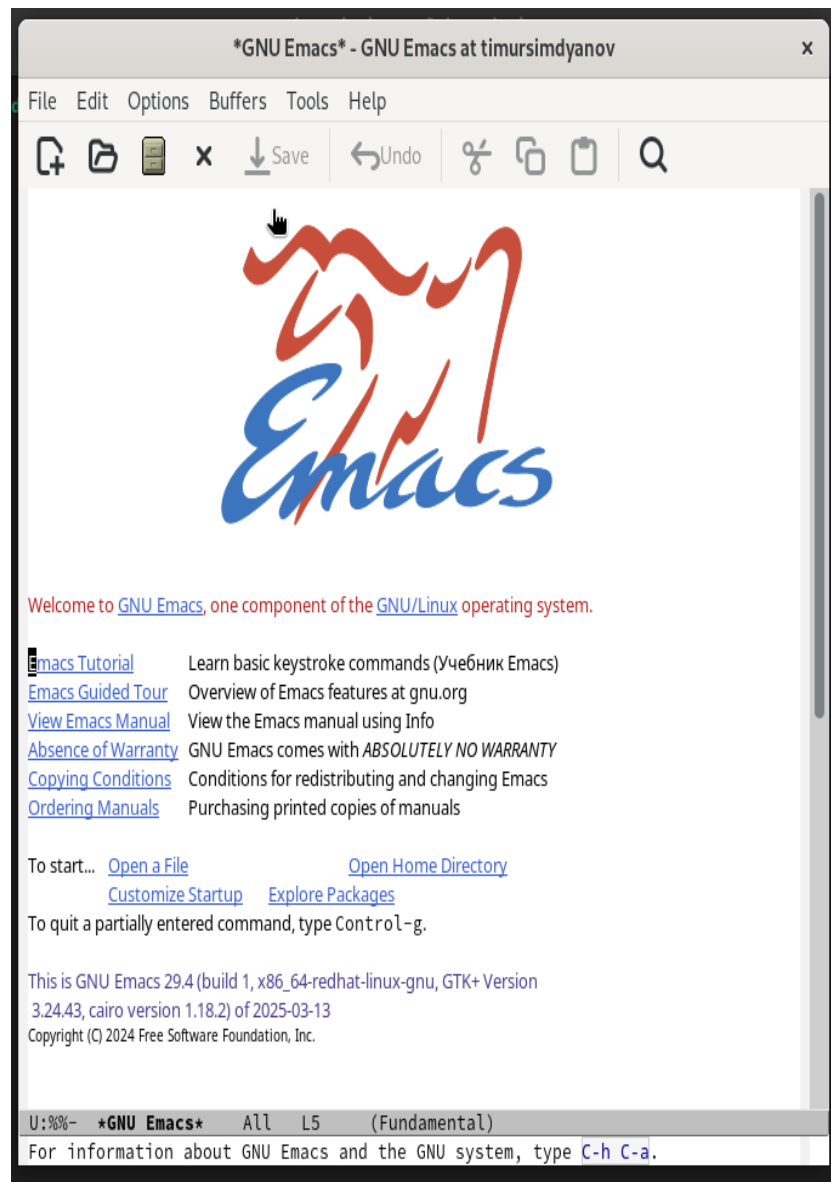 *GNU Emacs* - GNU Emacs at timursimdyanov x
File Edit Options Buffers Tools Help
Save Undo
Emacs
Welcome to GNU Emacs, one component of the GNU/Linux operating system.
Emacs Tutorial Learn basic keystroke commands (Учебник Emacs)
Emacs Guided Tour Overview of Emacs features at gnu.org
View Emacs Manual View the Emacs manual using Info
Absence of Warranty GNU Emacs comes with ABSOLUTELY NO WARRANTY
Copying Conditions Conditions for redistributing and changing Emacs
Ordering Manuals Purchasing printed copies of manuals
To start... Open a File Open Home Directory
Customize Startup Explore Packages
To quit a partially entered command, type Control-g.
This is GNU Emacs 29.4 (build 1, x86_64-redhat-linux-gnu, GTK+ Version
3.24.43, cairo version 1.18.2) of 2025-03-13
Copyright (C) 2024 Free Software Foundation, Inc.
U:%%- *GNU Emacs* All L5 (Fundamental)
For information about GNU Emacs and the GNU system, type C-h C-a.